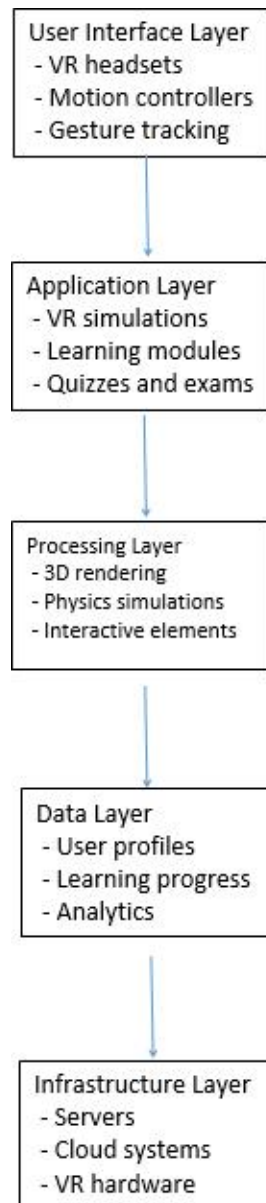 User Interface Layer
- VR headsets
- Motion controllers
- Gesture tracking
Application Layer
- VR simulations
- Learning modules
- Quizzes and exams
Processing Layer
- 3D rendering
- Physics simulations
- Interactive elements
Data Layer
- User profiles
- Learning progress
- Analytics
Infrastructure Layer
- Servers
- Cloud systems
- VR hardware